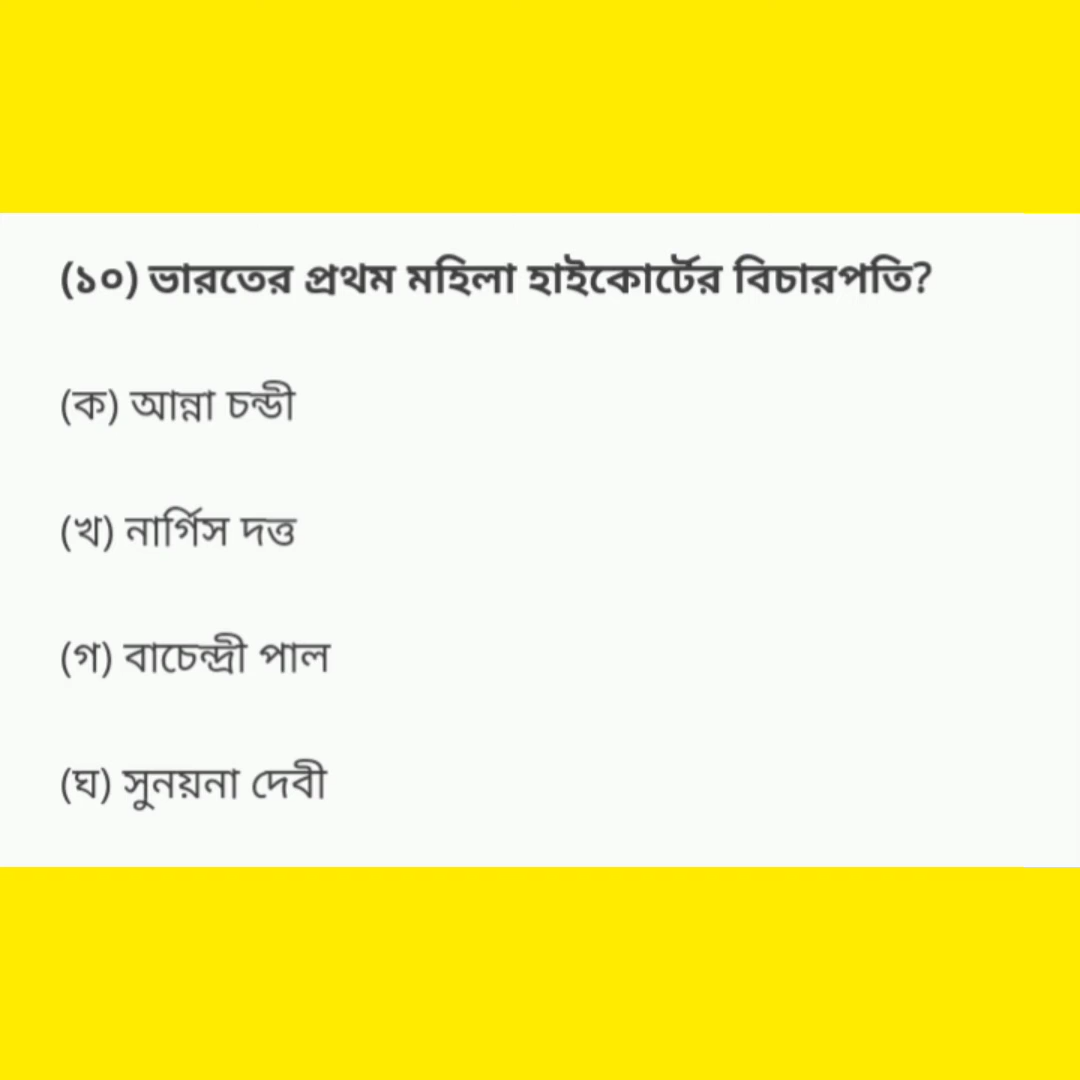 (১০) ভারতের প্রথম মহিলা হাইকোর্টের বিচারপতি?
(ক) আন্না চন্ডী
(খ) নার্গিস দত্ত
(গ) বাচেন্দ্রী পাল
(ঘ) সুনয়না দেবী